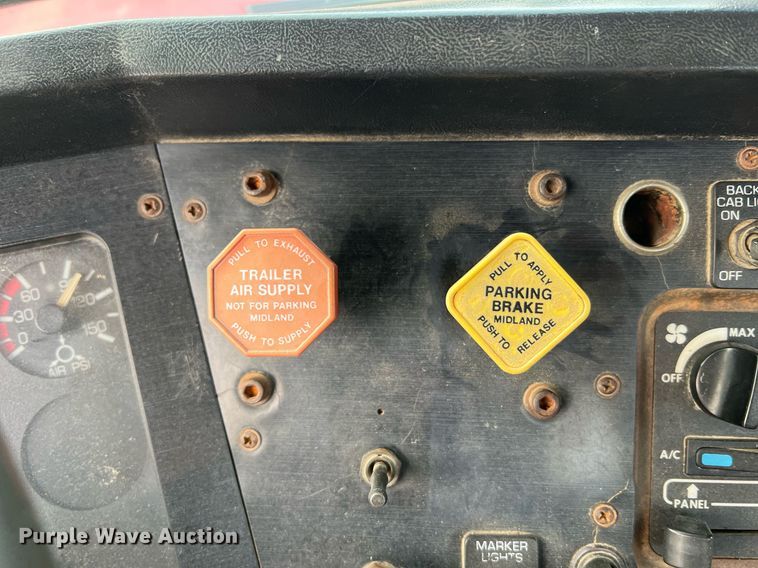 PULL TO EXHAUST
TRAILER
AIR SUPPLY
NOT FOR PARKING
MIDLAND
PUSH TO SUPPLY
PULL TO APPLY
PARKING
BRAKE
MIDLAND
PUSH TO RELEASE
BACK
CAB LI
ON
OFF
60
90
120
30
150
0
AIR PSI
MAX
OFF
A/C
PANEL
MARKER
LIGHTS
Purple Wave Auction